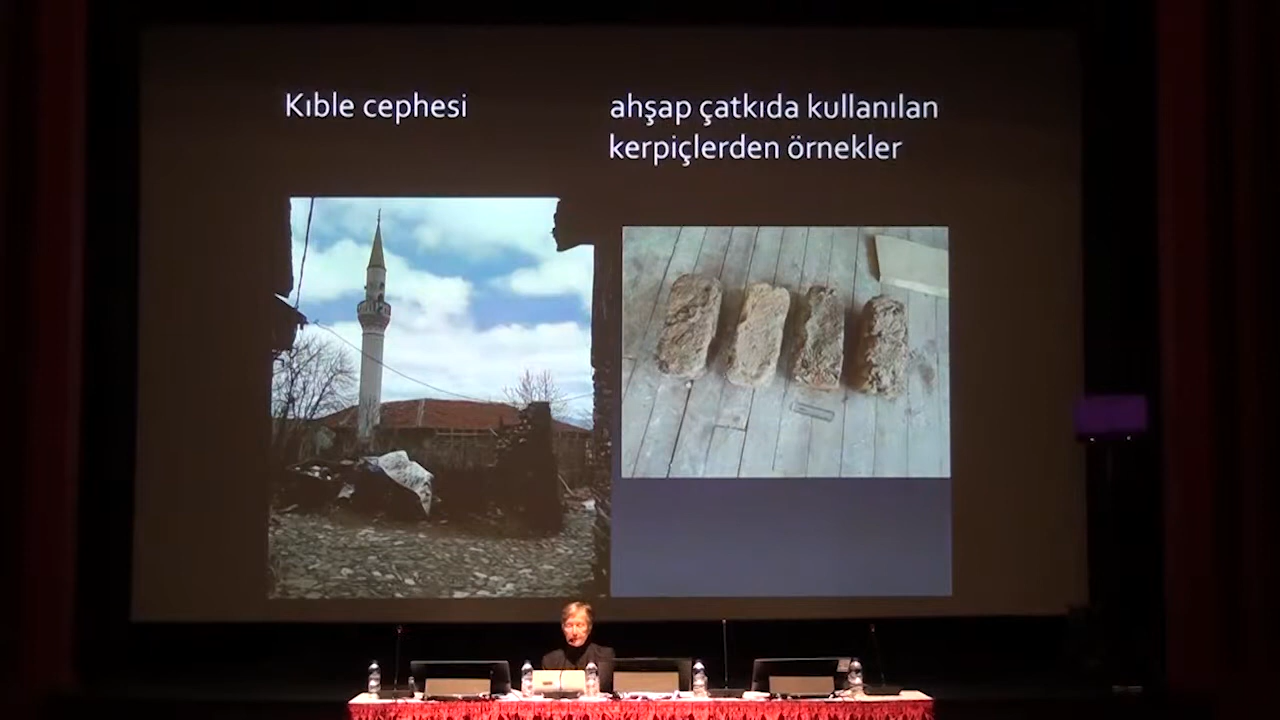 Kıble cephesi
ahşap çatkıda kullanılan
kerpiçlerden örnekler